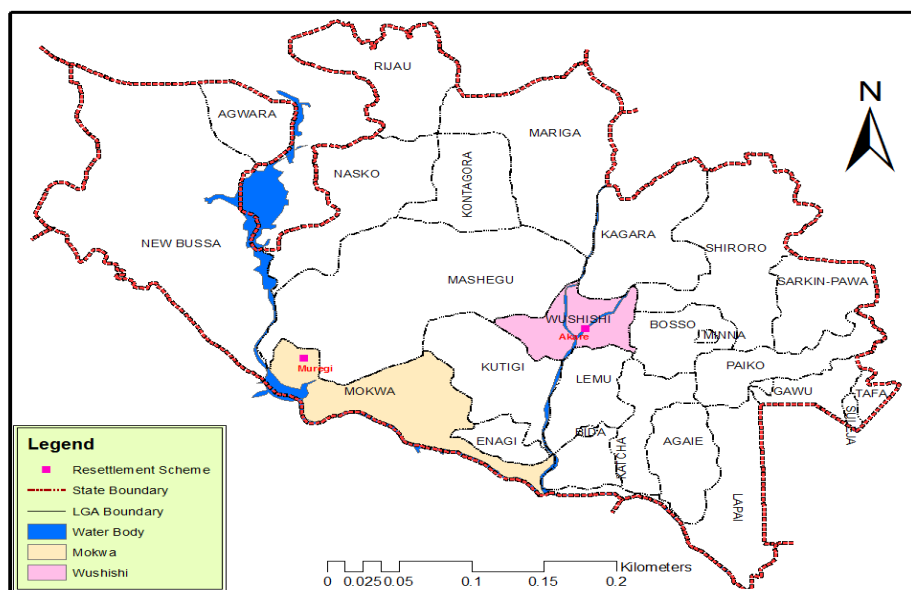 RIJAU
AGWARA
MARIGA
N
NASKO
KONTAGORA
KAGARA
SHIRORO
NEW BUSSA
MASHEGU
SARKIN-PAWA
WUSHISHI
BOSSO
MINNA
Akare
KUTIGI
LEMU
PAIKO
Muregi
MOKWA
GAWU
TAFA
SULEJA
ENAGI
BIDA
KATCHA
AGAIE
LAPAI
Legend
Resettlement Scheme
State Boundary
LGA Boundary
Water Body
Mokwa
Wushishi
Kilometers
0 0.025 0.05 0.1 0.15 0.2